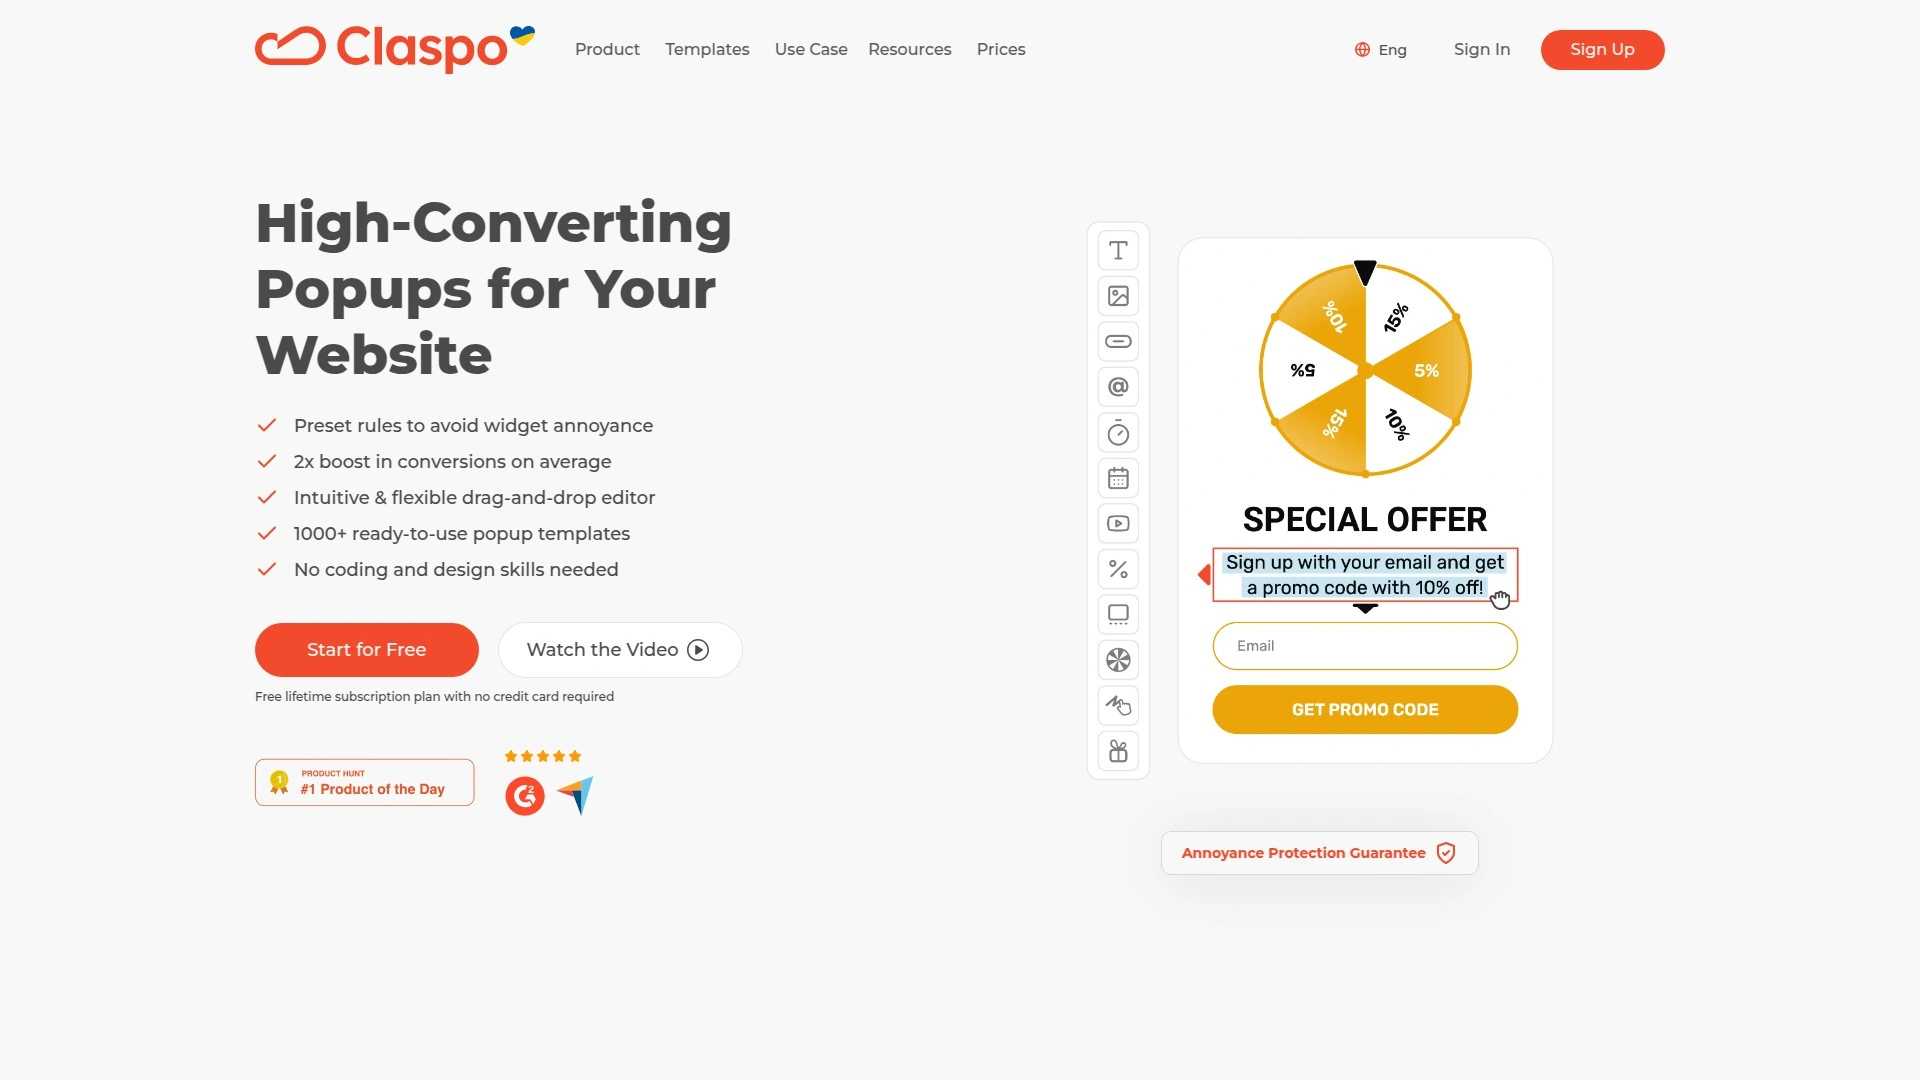 Claspo
Product
Templates
Use Case
Resources
Prices
Eng
Sign In
Sign Up
High-Converting
Popups for Your
Website
Preset rules to avoid widget annoyance
2x boost in conversions on average
Intuitive & flexible drag-and-drop editor
1000+ ready-to-use popup templates
No coding and design skills needed
Start for Free
Watch the Video
Free lifetime subscription plan with no credit card required
1
PRODUCT HUNT
#1 Product of the Day
G2
T
@
%
10%
15%
5%
5%
15%
10%
SPECIAL OFFER
Sign up with your email and get
a promo code with 10% off!
Email
GET PROMO CODE
Annoyance Protection Guarantee